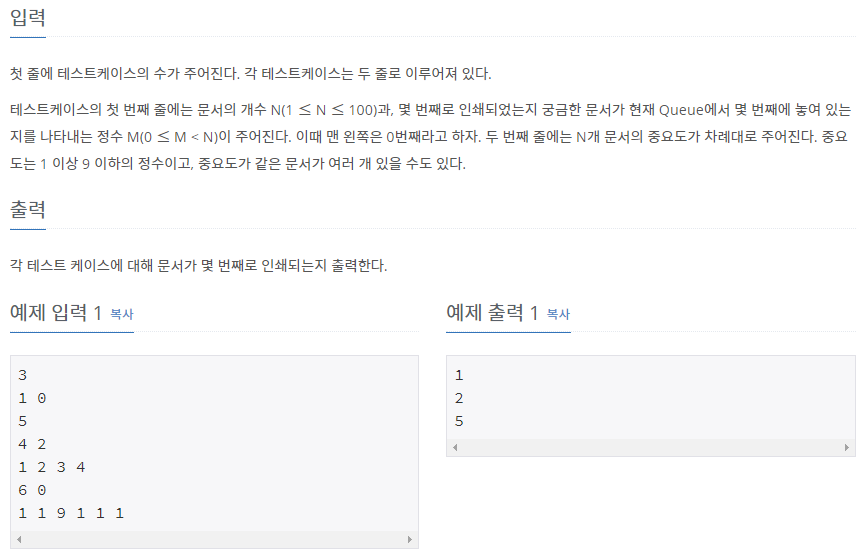 입력
첫 줄에 테스트케이스의 수가 주어진다. 각 테스트케이스는 두 줄로 이루어져 있다.
테스트케이스의 첫 번째 줄에는 문서의 개수 N(1 ≤ N ≤ 100)과, 몇 번째로 인쇄되었는지 궁금한 문서가 현재 Queue에서 몇 번째에 놓여 있는
지를 나타내는 정수 M(0 ≤ M < N)이 주어진다. 이때 맨 왼쪽은 0번째라고 하자. 두 번째 줄에는 N개 문서의 중요도가 차례대로 주어진다. 중요
도는 1 이상 9 이하의 정수이고, 중요도가 같은 문서가 여러 개 있을 수도 있다.
출력
각 테스트 케이스에 대해 문서가 몇 번째로 인쇄되는지 출력한다.
예제 입력 1 복사
3
1 0
5
4 2
1 2 3 4
6 0
1 1 9 1 1 1
예제 출력 1 복사
1
2
5